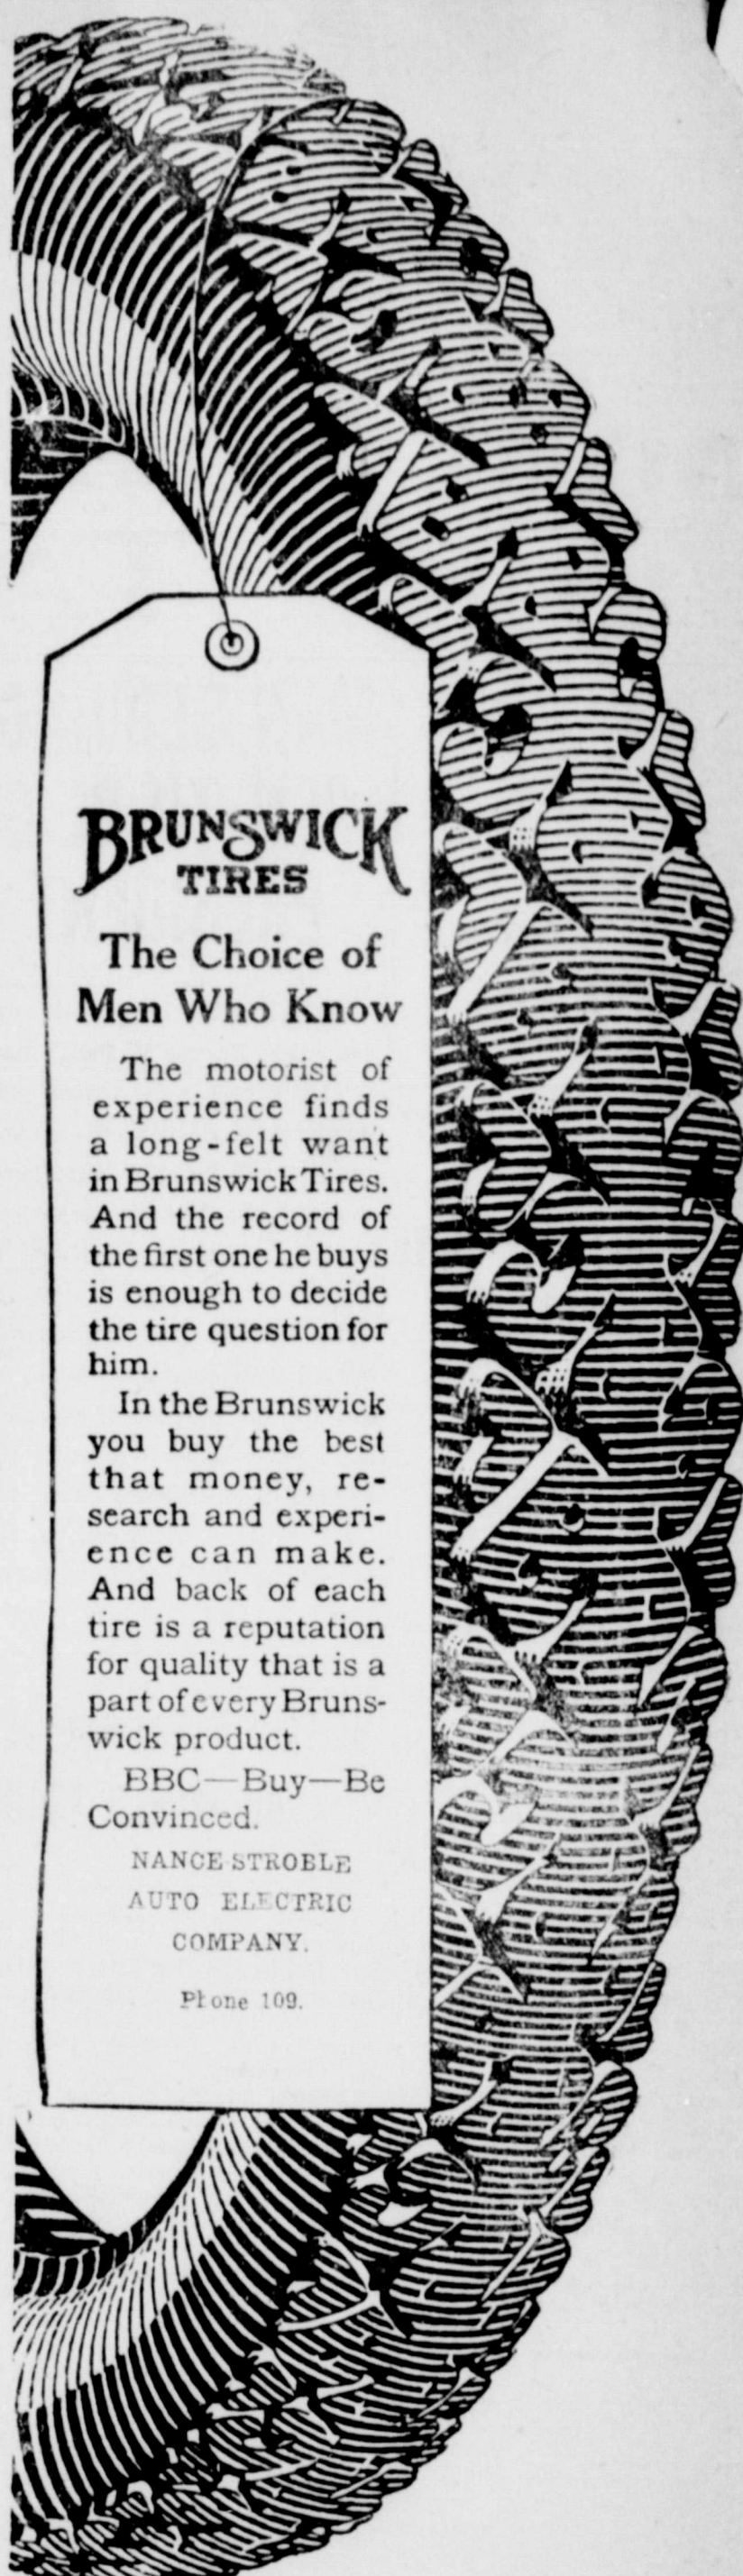 BRUNSWICK
TIRES
The Choice of
Men Who Know
The motorist of
experience finds
a long-felt want
in Brunswick Tires.
And the record of
the first one he buys
is enough to decide
the tire question for
him.
In the Brunswick
you buy the best
that money, re-
search and experi-
ence can make.
And back of each
tire is a reputation
for quality that is a
part of every Bruns-
wick product.
BBC—Buy—Be
Convinced.
NANCE STROBLE
AUTO ELECTRIC
COMPANY.
Phone 109.